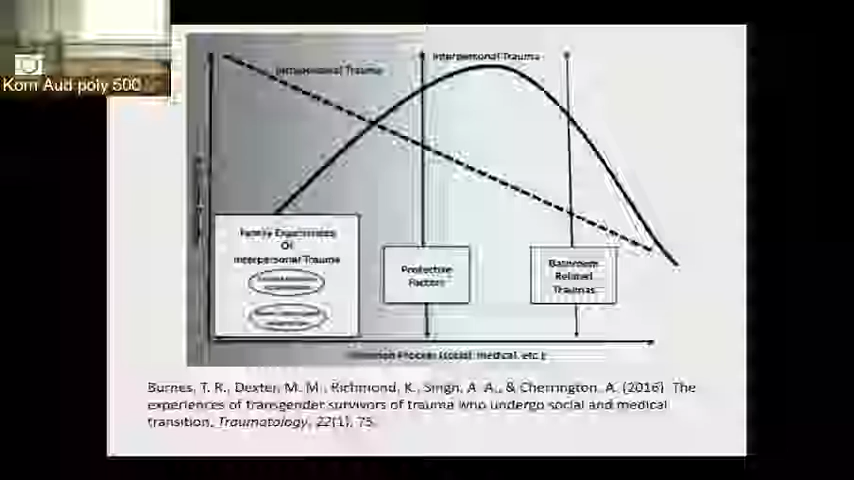 Korn Aud poly 500
Intrapersonal Trauma
Interpersonal Trauma
Family Experiences
Of
Interpersonal Trauma
Protective
Factors
Bathroom
Related
Traumas
Process (social, medical, etc.)
Burnes, T. R., Dexter, M. M., Richmond, K., Singh, A. A., & Cherrington, A. (2016). The
experiences of transgender survivors of trauma who undergo social and medical
transition. Traumatology, 22(1), 75.